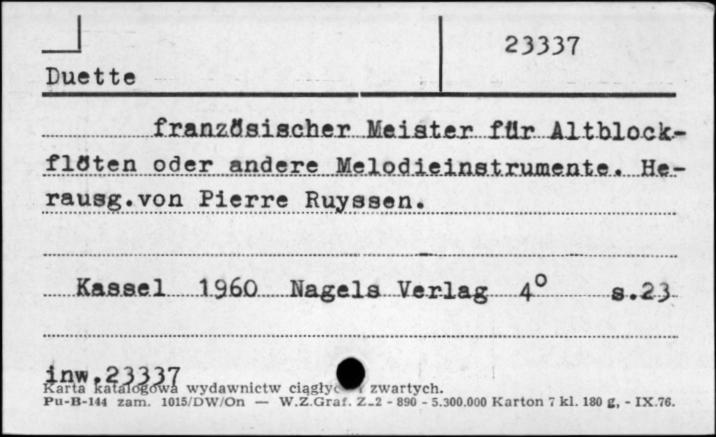 23337
Duette
französischer Meister für Altblock-
flöten oder andere Melodieinstrumente. He-
rausg.von Pierre Ruyssen.
Kassel 1960 Nagels Verlag 4° s.23
inw.23337
Karta katalogowa wydawnictw zwartych.
Pu-B-144 zam. 1015/DW/On — W.Z.Graf. Z-2 - 890 - 5.300.000 Karton 7 kl. 180 g, - IX.76.